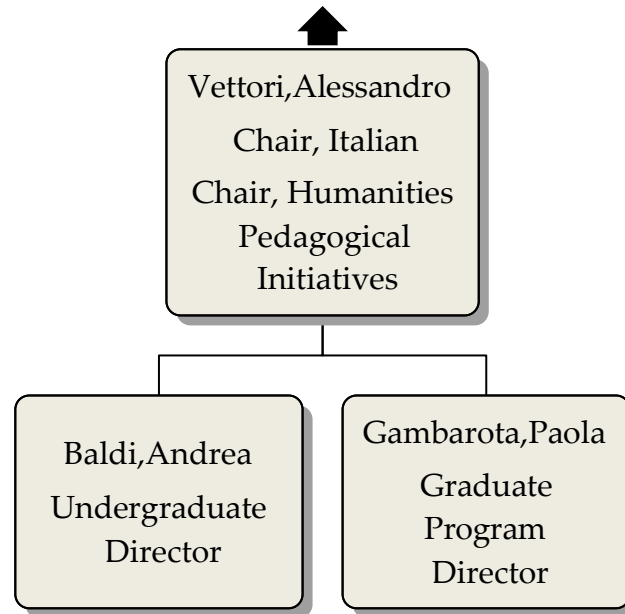 Vettori,Alessandro
Chair, Italian
Chair, Humanities
Pedagogical
Initiatives
Baldi,Andrea
Undergraduate
Director
Gambarota,Paola
Graduate
Program
Director